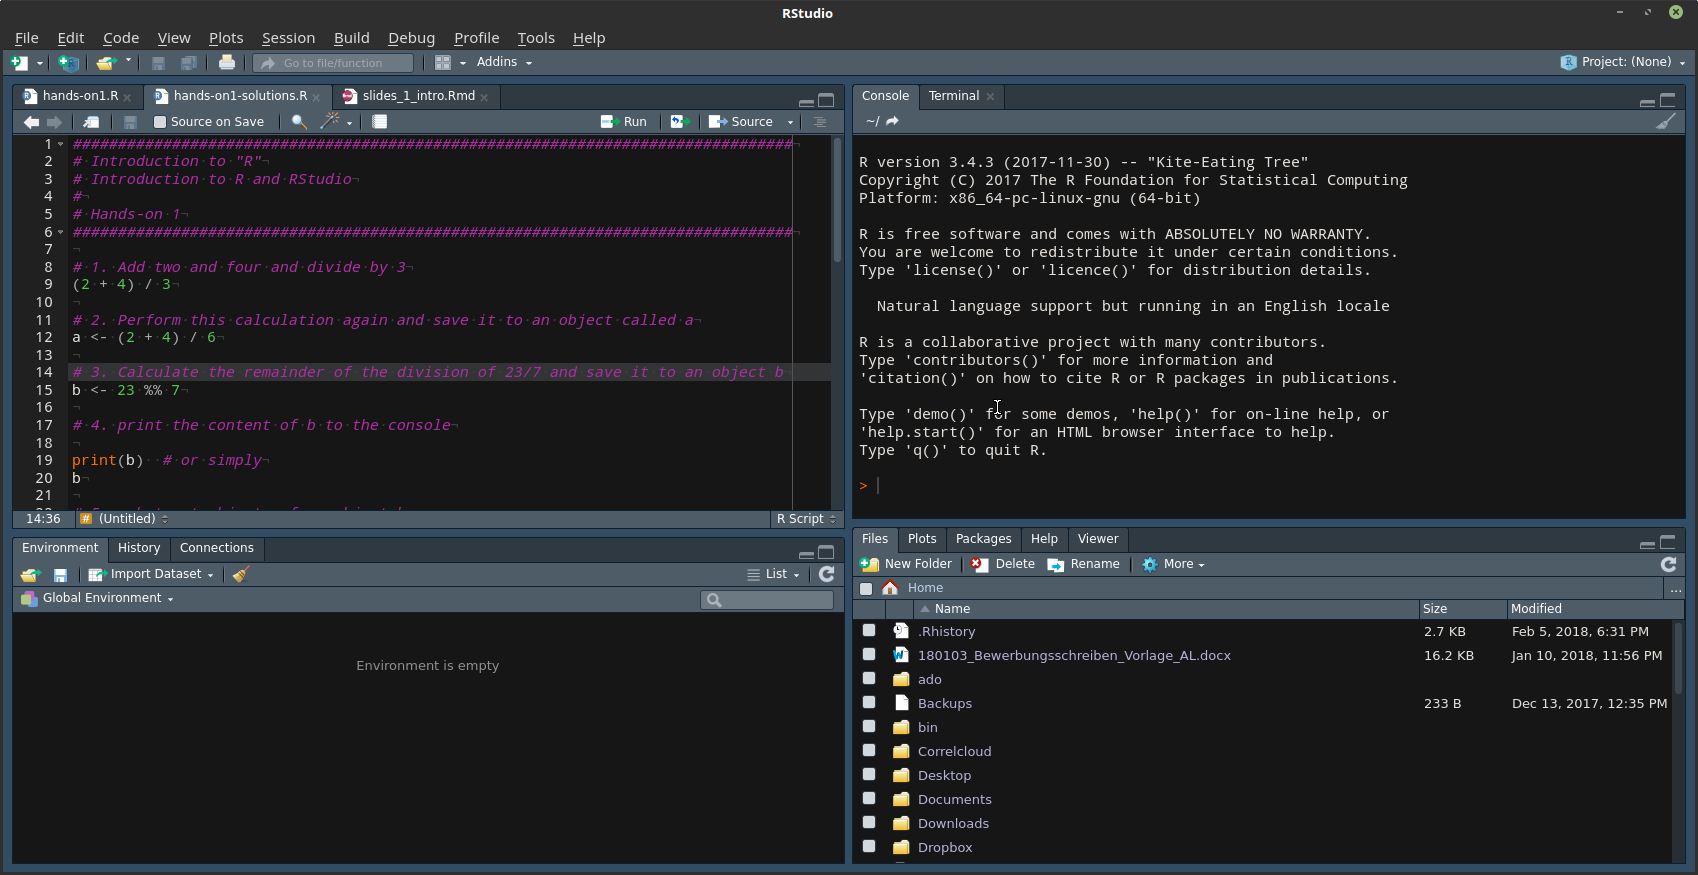 RStudio
File Edit Code View Plots Session Build Debug Profile Tools Help
Go to file/function Addins Project: (None)
hands-on1.R hands-on1-solutions.R slides_1_intro.Rmd
Source on Save Run Source
1 ################################################################################
2 # Introduction to "R"
3 # Introduction to R and RStudio
4 #
5 # Hands-on 1
6 ################################################################################
7
8 # 1. Add two and four and divide by 3
9 (2 + 4) / 3
10
11 # 2. Perform this calculation again and save it to an object called a
12 a <- (2 + 4) / 6
13
14 # 3. Calculate the remainder of the division of 23/7 and save it to an object b
15 b <- 23 %% 7
16
17 # 4. print the content of b to the console
18
19 print(b)  # or simply
20 b
21
14:36 # (Untitled) R Script
Console Terminal
~/
R version 3.4.3 (2017-11-30) -- "Kite-Eating Tree"
Copyright (C) 2017 The R Foundation for Statistical Computing
Platform: x86_64-pc-linux-gnu (64-bit)
R is free software and comes with ABSOLUTELY NO WARRANTY.
You are welcome to redistribute it under certain conditions.
Type 'license()' or 'licence()' for distribution details.
Natural language support but running in an English locale
R is a collaborative project with many contributors.
Type 'contributors()' for more information and
'citation()' on how to cite R or R packages in publications.
Type 'demo()' for some demos, 'help()' for on-line help, or
'help.start()' for an HTML browser interface to help.
Type 'q()' to quit R.
>
Environment History Connections
Import Dataset List
Global Environment
Environment is empty
Files Plots Packages Help Viewer
New Folder Delete Rename More
Home ...
Name Size Modified
.Rhistory 2.7 KB Feb 5, 2018, 6:31 PM
180103_Bewerbungsschreiben_Vorlage_AL.docx 16.2 KB Jan 10, 2018, 11:56 PM
ado
Backups 233 B Dec 13, 2017, 12:35 PM
bin
Correlcloud
Desktop
Documents
Downloads
Dropbox